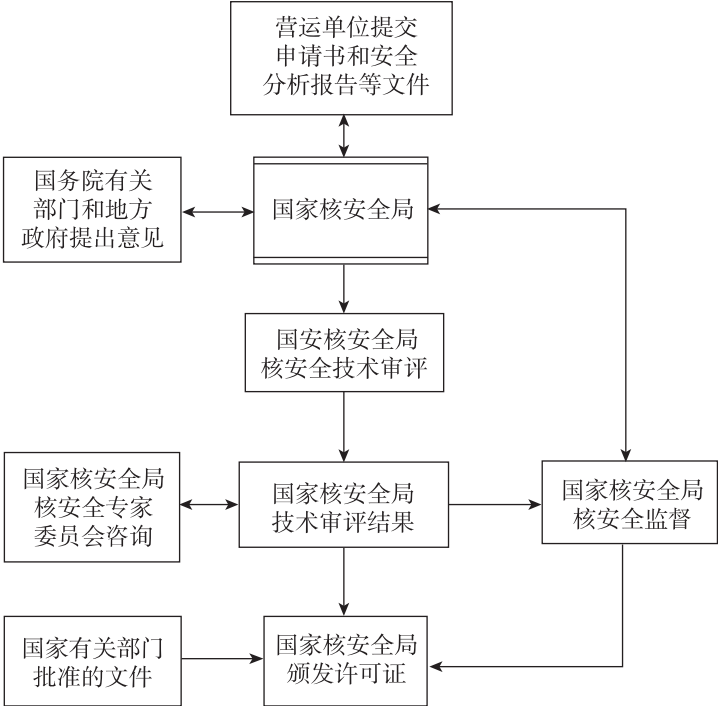 营运单位提交
申请书和安全
分析报告等文件
国务院有关
部门和地方
政府提出意见
国家核安全局
国安核安全局
核安全技术审评
国家核安全局
核安全专家
委员会咨询
国家核安全局
技术审评结果
国家核安全局
核安全监督
国家有关部门
批准的文件
国家核安全局
颁发许可证